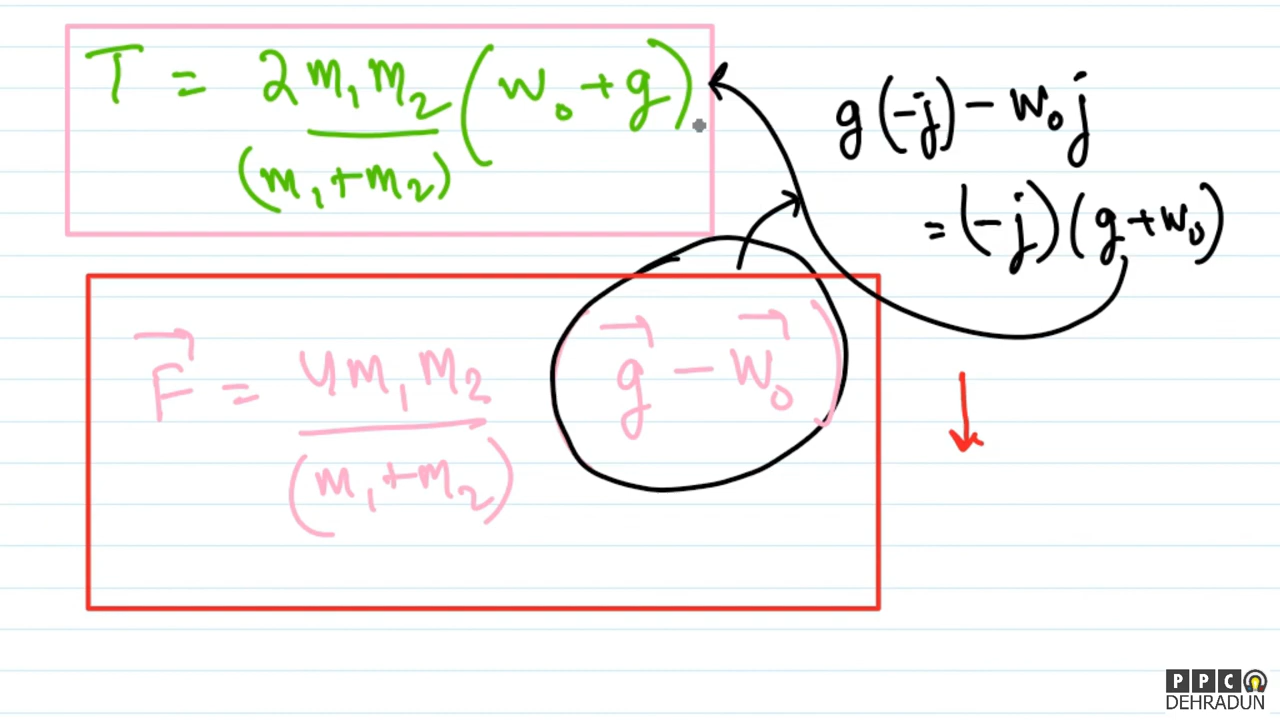 T = 2m₁m₂/(m₁+m₂) (w₀+g)
g(-j) - w₀j
= (-j)(g+w₀)
F⃗ = 4m₁m₂/(m₁+m₂) (g⃗ - w⃗₀)
PPC
DEHRADUN